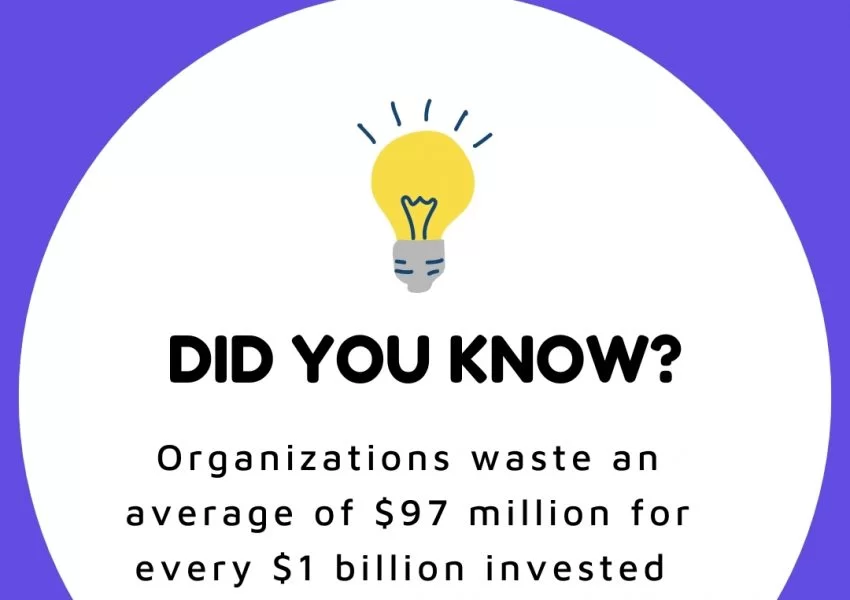 DID YOU KNOW?
Organizations waste an
average of $97 million for
every $1 billion invested